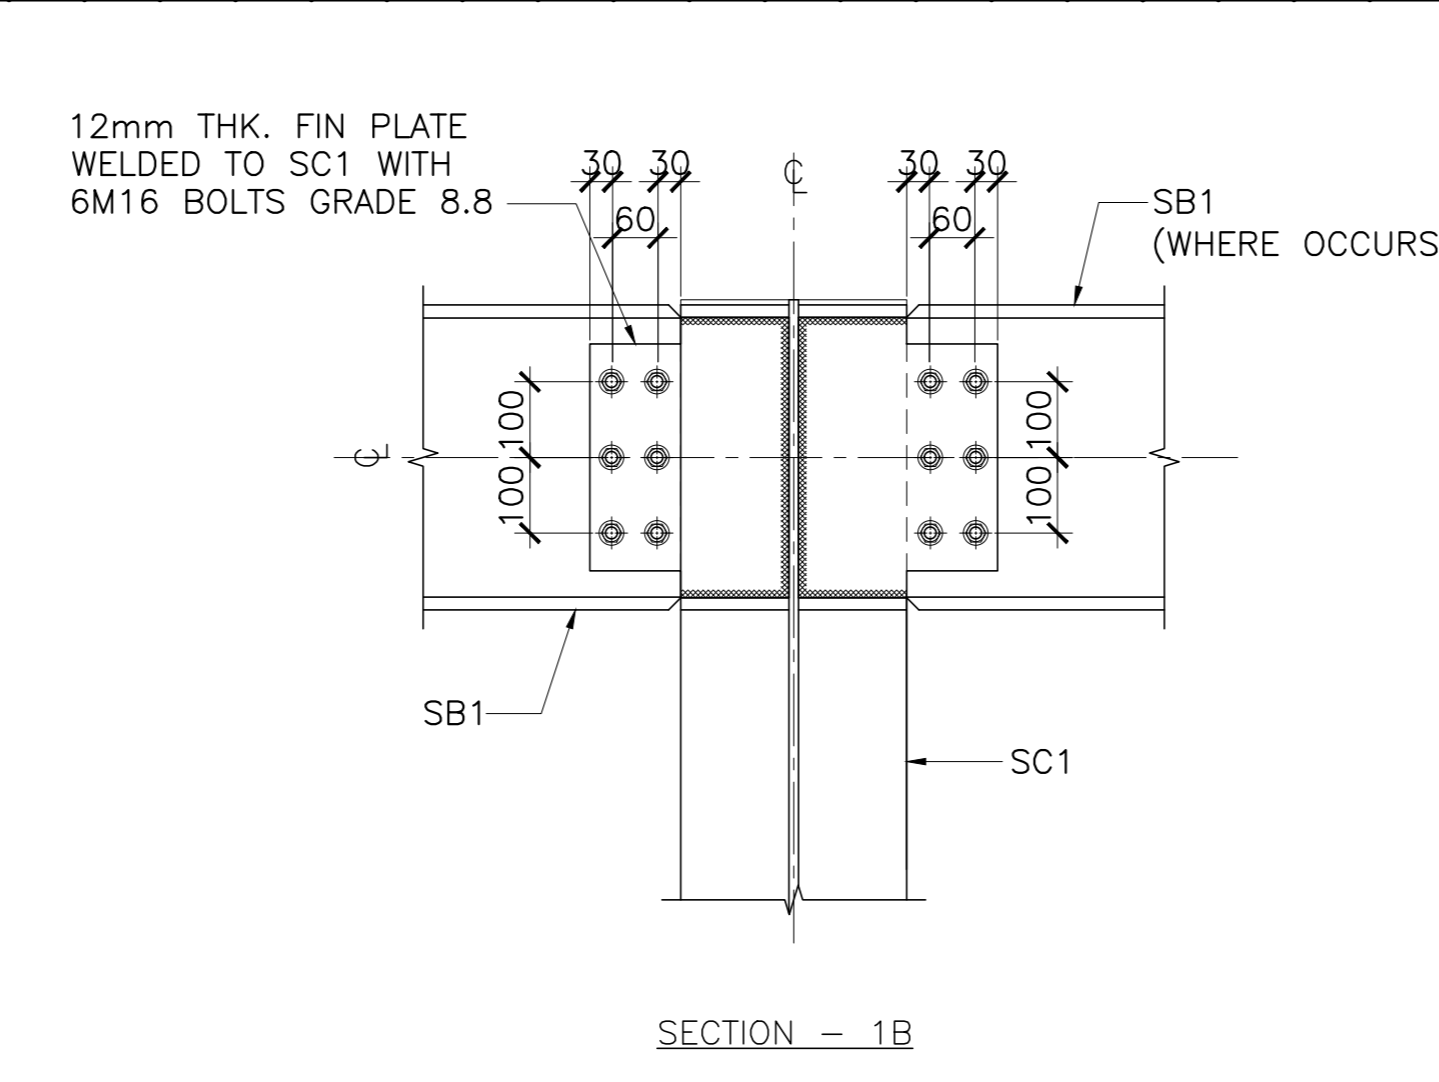 12mm THK. FIN PLATE
WELDED TO SC1 WITH
6M16 BOLTS GRADE 8.8
30 30
60
℄
30 30
60
SB1
(WHERE OCCURS
100
100
℄
100
100
SB1
SC1
SECTION - 1B